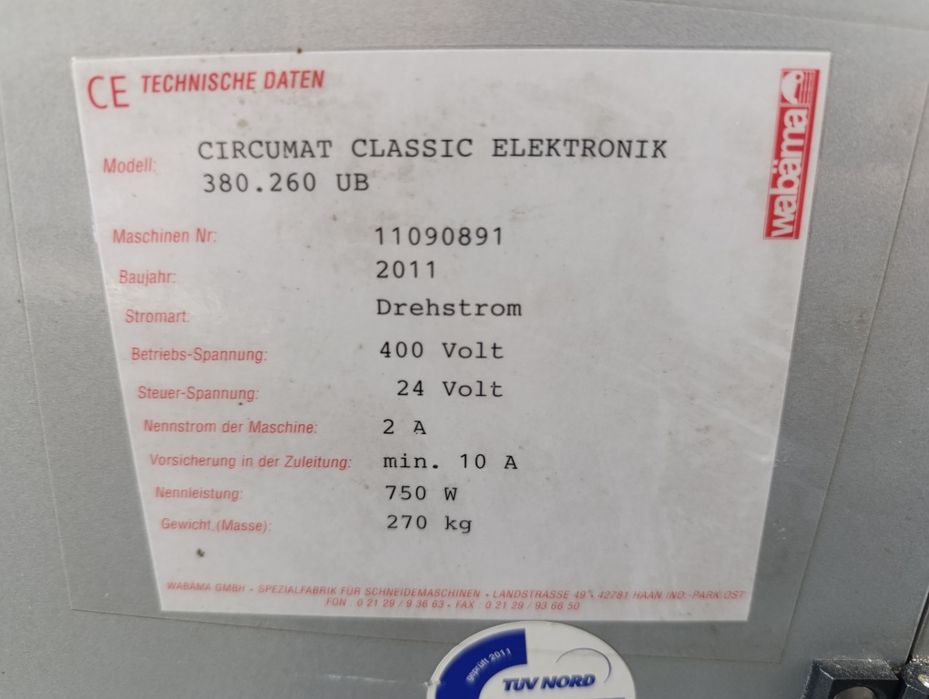 CE TECHNISCHE DATEN
wabäma
Modell: CIRCUMAT CLASSIC ELEKTRONIK
380.260 UB
Maschinen Nr: 11090891
Baujahr: 2011
Stromart: Drehstrom
Betriebs-Spannung: 400 Volt
Steuer-Spannung: 24 Volt
Nennstrom der Maschine: 2 A
Vorsicherung in der Zuleitung: min. 10 A
Nennleistung: 750 W
Gewicht (Masse): 270 kg
WABÄMA GMBH • SPEZIALFABRIK FÜR SCHNEIDEMASCHINEN • LANDSTRASSE 49 • 42781 HAAN IND.-PARK OST
FON : 0 21 29 / 9 36 63 • FAX : 0 21 29 / 93 66 50
geprüft 2011
TÜV NORD